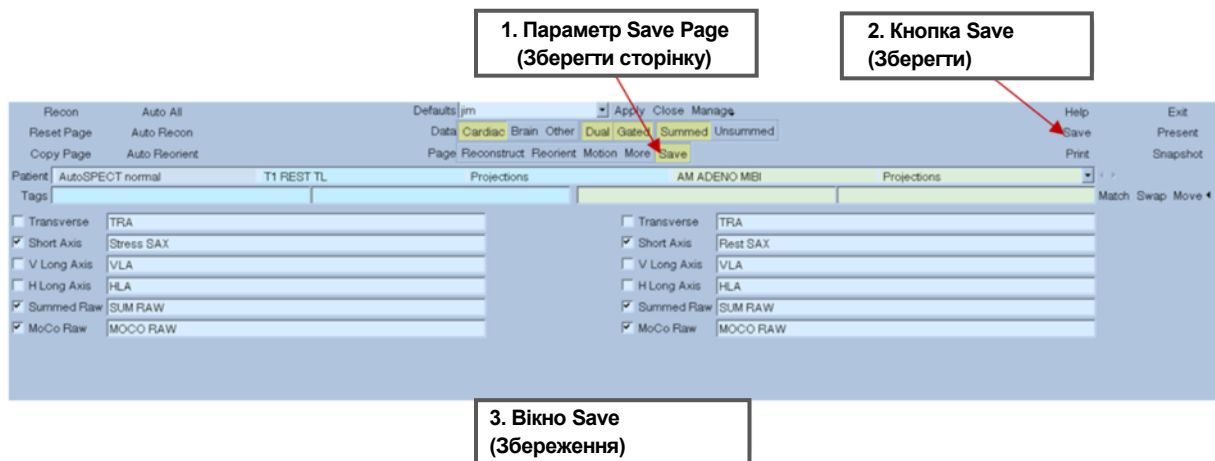 1. Параметр Save Page
(Зберегти сторінку)
2. Кнопка Save
(Зберегти)
Recon Auto All Defaults jim Apply Close Manage Help Exit
Reset Page Auto Recon Data Cardiac Brain Other Dual Gated Summed Unsummed Save Present
Copy Page Auto Reorient Page Reconstruct Reorient Motion More Save Print Snapshot
Patient AutoSPECT normal T1 REST TL Projections AM ADENO MIBI Projections
Tags Match Swap Move
Transverse TRA Transverse TRA
Short Axis Stress SAX Short Axis Rest SAX
V Long Axis VLA V Long Axis VLA
H Long Axis HLA H Long Axis HLA
Summed Raw SUM RAW Summed Raw SUM RAW
MoCo Raw MOCO RAW MoCo Raw MOCO RAW
3. Вікно Save
(Збереження)